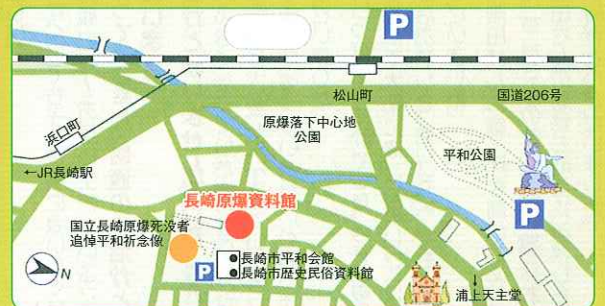 P
松山町
国道206号
浜口町
原爆落下中心地
公園
平和公園
←JR長崎駅
長崎原爆資料館
P
国立長崎原爆死没者
追悼平和祈念像
P
長崎市平和会館
長崎市歴史民俗資料館
N
浦上天主堂